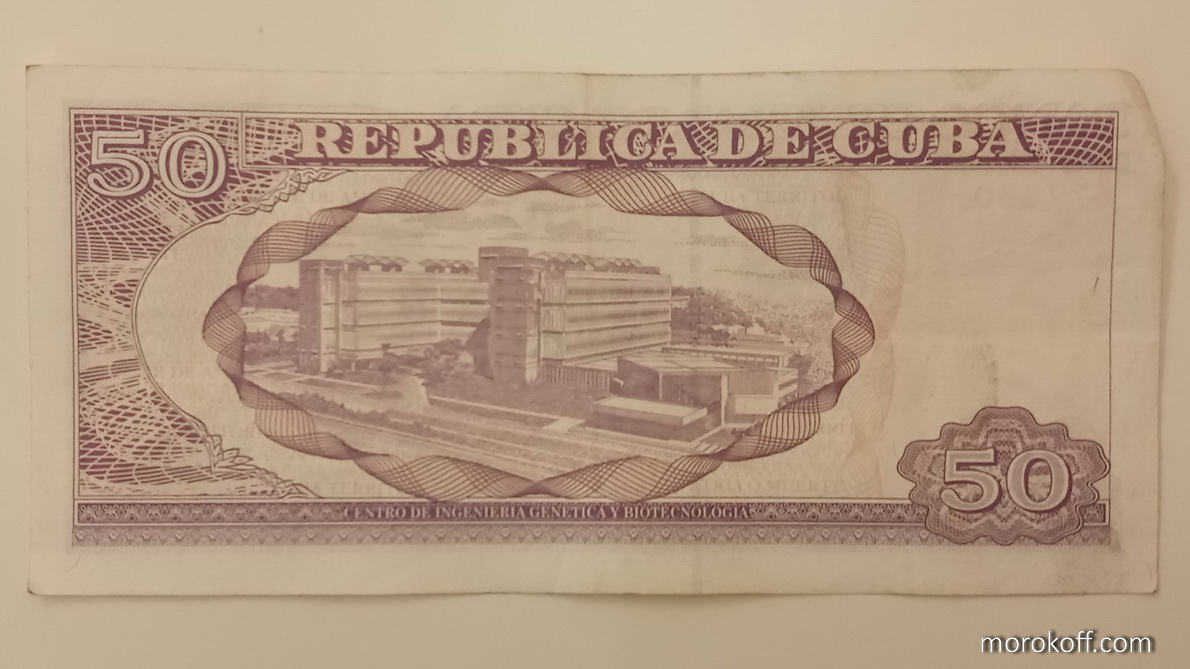 50
REPUBLICA DE CUBA
CENTRO DE INGENIERIA GENETICA Y BIOTECNOLOGIA
50
morokoff.com